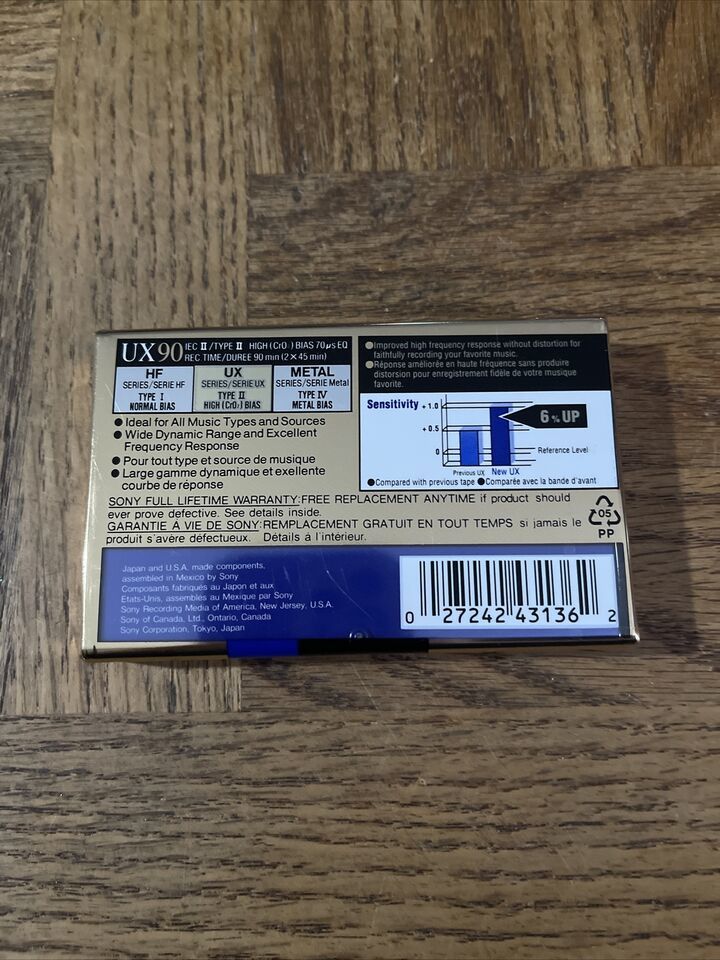 UX90 IEC II/TYPE II HIGH (CrO₂) BIAS 70μs EQ
REC TIME/DUREE 90 min (2×45 min)
HF
SERIES/SERIE HF
TYPE I
NORMAL BIAS
UX
SERIES/SERIE UX
TYPE II
HIGH (CrO₂) BIAS
METAL
SERIES/SERIE Metal
TYPE IV
METAL BIAS
● Ideal for All Music Types and Sources
● Wide Dynamic Range and Excellent
Frequency Response
● Pour tout type et source de musique
● Large gamme dynamique et exellente
courbe de réponse
●Improved high frequency response without distortion for
faithfully recording your favorite music.
●Réponse améliorée en haute fréquence sans produire
distorsion pour enregistrement fidèle de votre musique
favorite.
Sensitivity
+1.0
+0.5
0
6% UP
Reference Level
Previous UX
New UX
●Compared with previous tape ●Comparée avec la bande d'avant
SONY FULL LIFETIME WARRANTY:FREE REPLACEMENT ANYTIME if product should
ever prove defective. See details inside.
GARANTIE À VIE DE SONY:REMPLACEMENT GRATUIT EN TOUT TEMPS si jamais le
produit s'avère défectueux. Détails à l'intérieur.
05
PP
Japan and U.S.A. made components,
assembled in Mexico by Sony
Composants fabriqués au Japon et aux
Etats-Unis, assemblés au Mexique par Sony
Sony Recording Media of America, New Jersey, U.S.A.
Sony of Canada, Ltd., Ontario, Canada
Sony Corporation, Tokyo, Japan
0 27242 43136 2